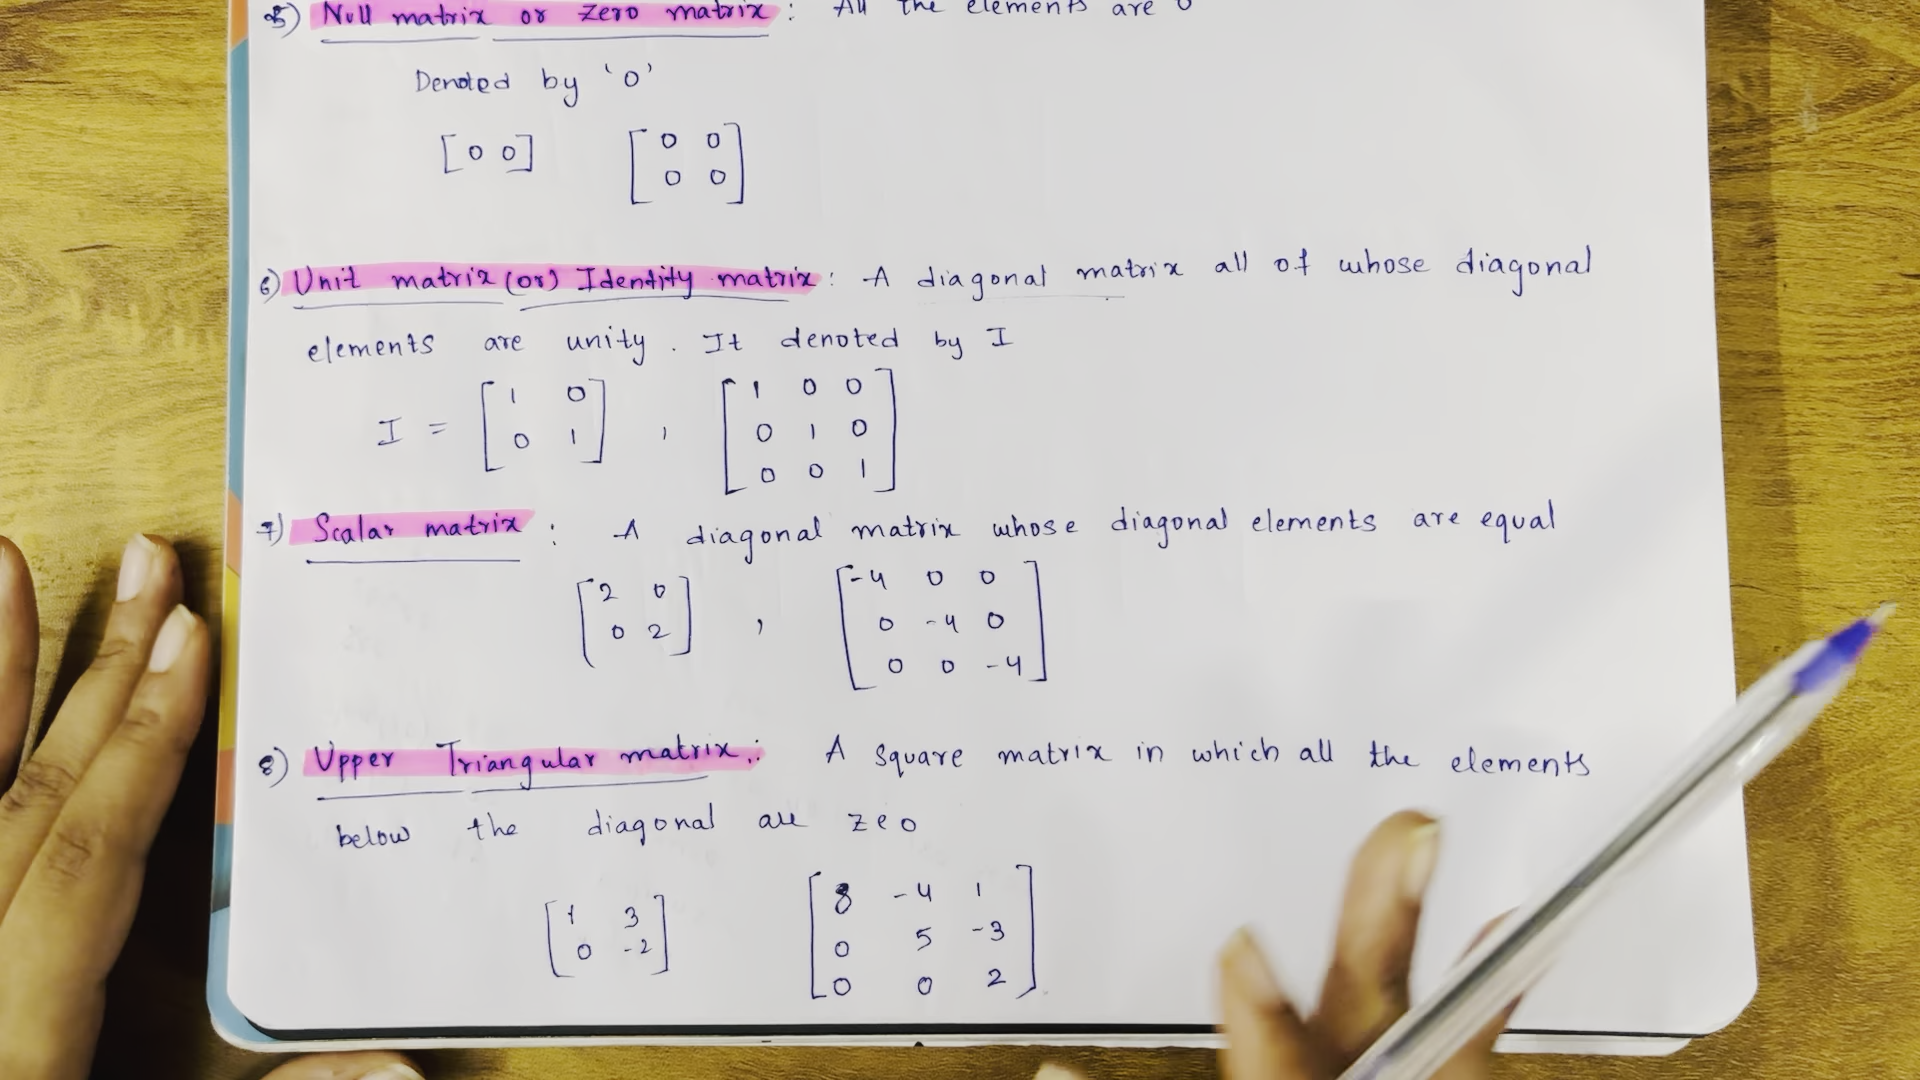 5) Null matrix or Zero matrix : All the elements are 0
Denoted by 'O'
[0 0] [0 0
0 0]
6) Unit matrix (or) Identity matrix : A diagonal matrix all of whose diagonal
elements are unity. It denoted by I
I = [1 0
0 1] , [1 0 0
0 1 0
0 0 1]
7) Scalar matrix : A diagonal matrix whose diagonal elements are equal
[2 0
0 2] , [-4 0 0
0 -4 0
0 0 -4]
8) Upper Triangular matrix : A square matrix in which all the elements
below the diagonal are zeo
[1 3
0 -2] [8 -4 1
0 5 -3
0 0 2]